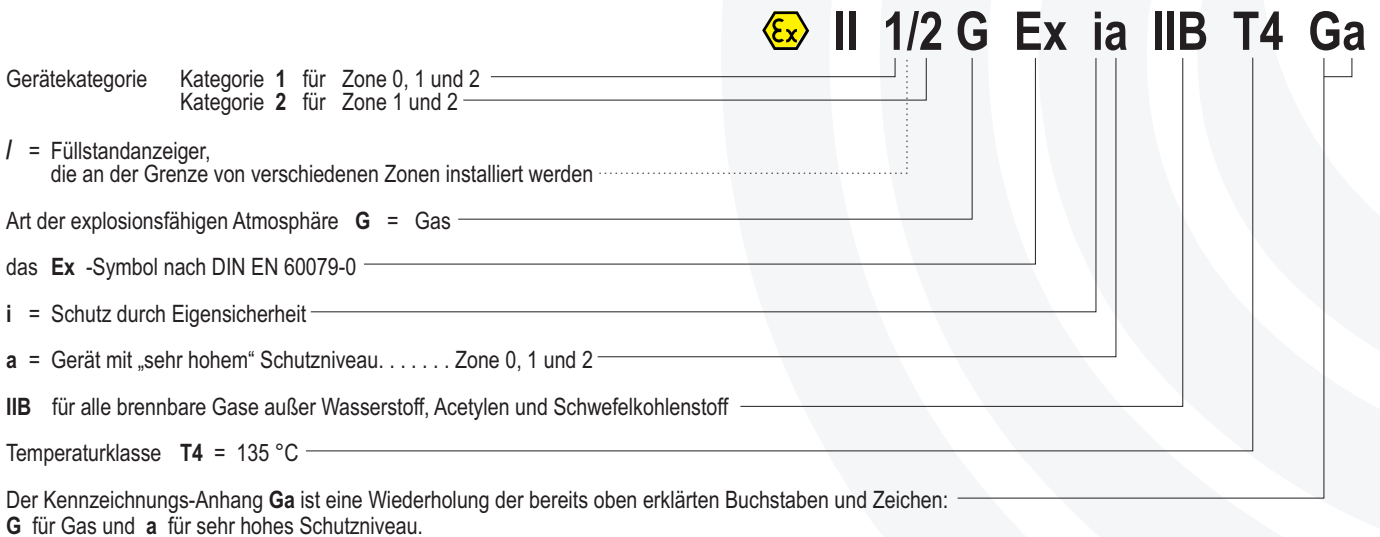 Ex II 1/2 G Ex ia IIB T4 Ga
Gerätekategorie Kategorie 1 für Zone 0, 1 und 2
Kategorie 2 für Zone 1 und 2
/ = Füllstandanzeiger,
die an der Grenze von verschiedenen Zonen installiert werden
Art der explosionsfähigen Atmosphäre G = Gas
das Ex -Symbol nach DIN EN 60079-0
i = Schutz durch Eigensicherheit
a = Gerät mit „sehr hohem“ Schutzniveau. . . . . . . Zone 0, 1 und 2
IIB für alle brennbare Gase außer Wasserstoff, Acetylen und Schwefelkohlenstoff
Temperaturklasse T4 = 135 °C
Der Kennzeichnungs-Anhang Ga ist eine Wiederholung der bereits oben erklärten Buchstaben und Zeichen:
G für Gas und a für sehr hohes Schutzniveau.